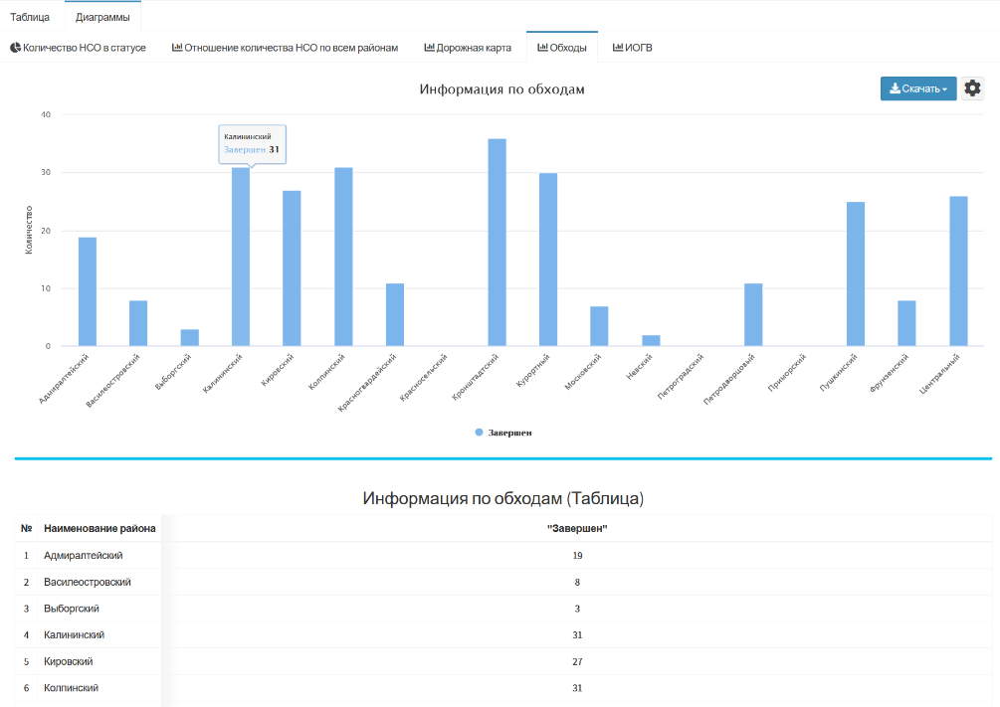 Таблица Диаграммы
Количество НСО в статусе Отношение количества НСО по всем районам Дорожная карта Обходы ИОГВ
Информация по обходам
Скачать
40
30
20
10
0
Количество
Калининский
Завершен 31
Адмиралтейский Василеостровский Выборгский Калининский Кировский Колпинский Красногвардейский Красносельский Кронштадтский Курортный Московский Невский Петроградский Петродворцовый Приморский Пушкинский Фрунзенский Центральный
Завершен
Информация по обходам (Таблица)
№ Наименование района "Завершен"
1 Адмиралтейский 19
2 Василеостровский 8
3 Выборгский 3
4 Калининский 31
5 Кировский 27
6 Колпинский 31